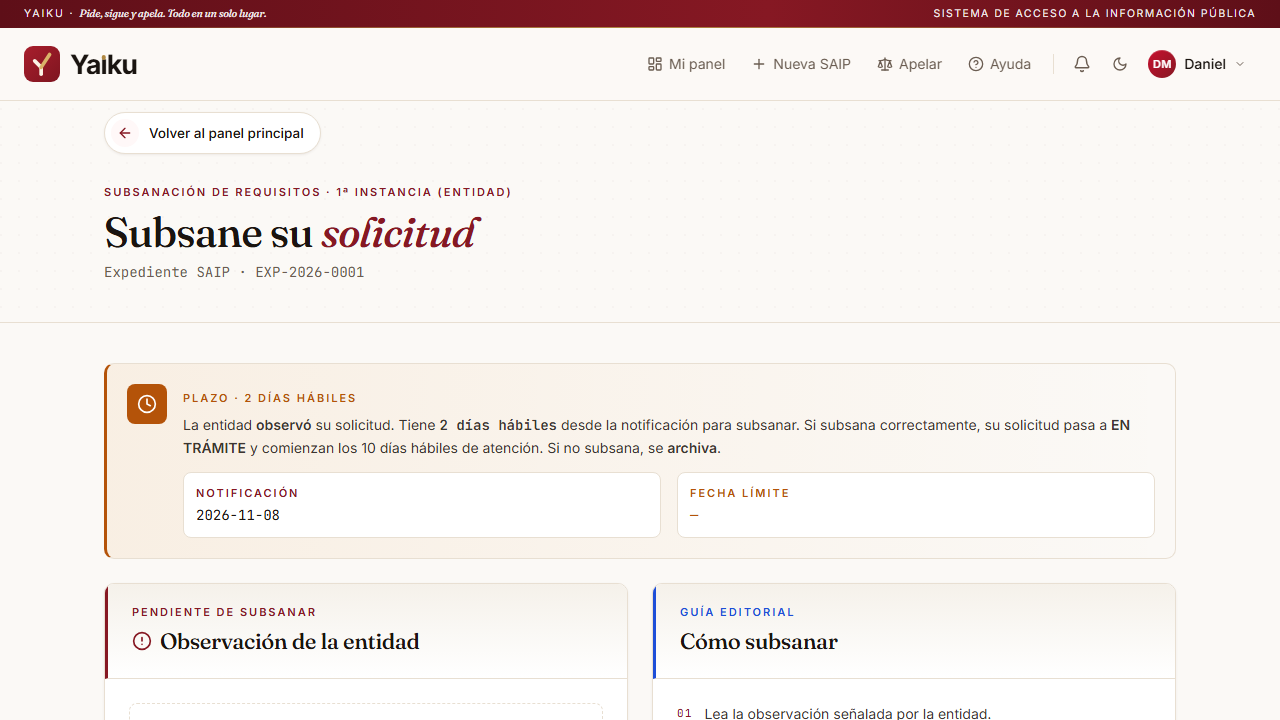 YAIKU · Pide, sigue y apela. Todo en un solo lugar.
SISTEMA DE ACCESO A LA INFORMACIÓN PÚBLICA
Yaiku
Mi panel
Nueva SAIP
Apelar
Ayuda
DM
Daniel
Volver al panel principal
SUBSANACIÓN DE REQUISITOS · 1ª INSTANCIA (ENTIDAD)
Subsane su solicitud
Expediente SAIP · EXP-2026-0001
PLAZO · 2 DÍAS HÁBILES
La entidad observó su solicitud. Tiene 2 días hábiles desde la notificación para subsanar. Si subsana correctamente, su solicitud pasa a EN
TRÁMITE y comienzan los 10 días hábiles de atención. Si no subsana, se archiva.
NOTIFICACIÓN
2026-11-08
FECHA LÍMITE
—
PENDIENTE DE SUBSANAR
Observación de la entidad
GUÍA EDITORIAL
Cómo subsanar
01 Lea la observación señalada por la entidad.